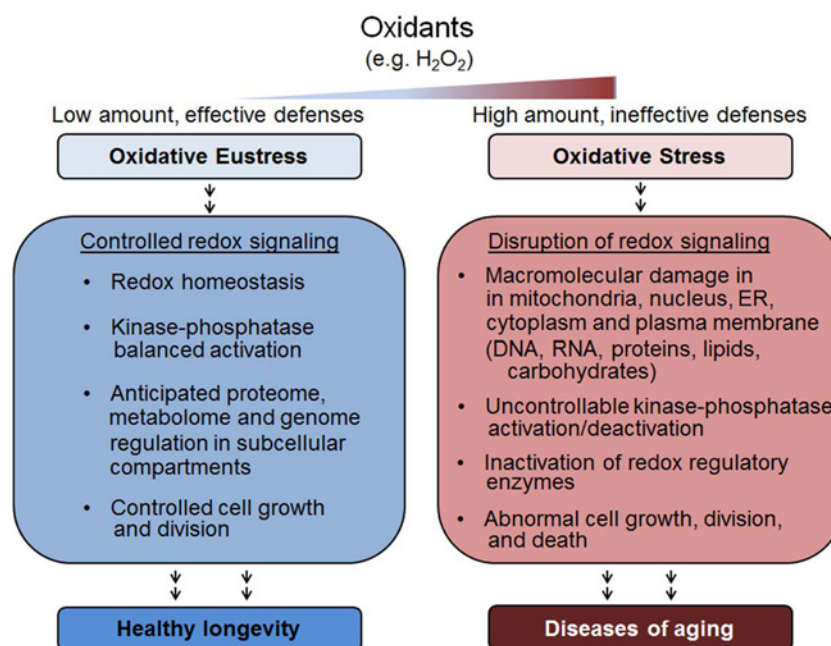 Oxidants
(e.g. H₂O₂)
Low amount, effective defenses
High amount, ineffective defenses
Oxidative Eustress
Oxidative Stress
Controlled redox signaling
• Redox homeostasis
• Kinase-phosphatase
balanced activation
• Anticipated proteome,
metabolome and genome
regulation in subcellular
compartments
• Controlled cell growth
and division
Disruption of redox signaling
• Macromolecular damage in
in mitochondria, nucleus, ER,
cytoplasm and plasma membrane
(DNA, RNA, proteins, lipids,
carbohydrates)
• Uncontrollable kinase-phosphatase
activation/deactivation
• Inactivation of redox regulatory
enzymes
• Abnormal cell growth, division,
and death
Healthy longevity
Diseases of aging